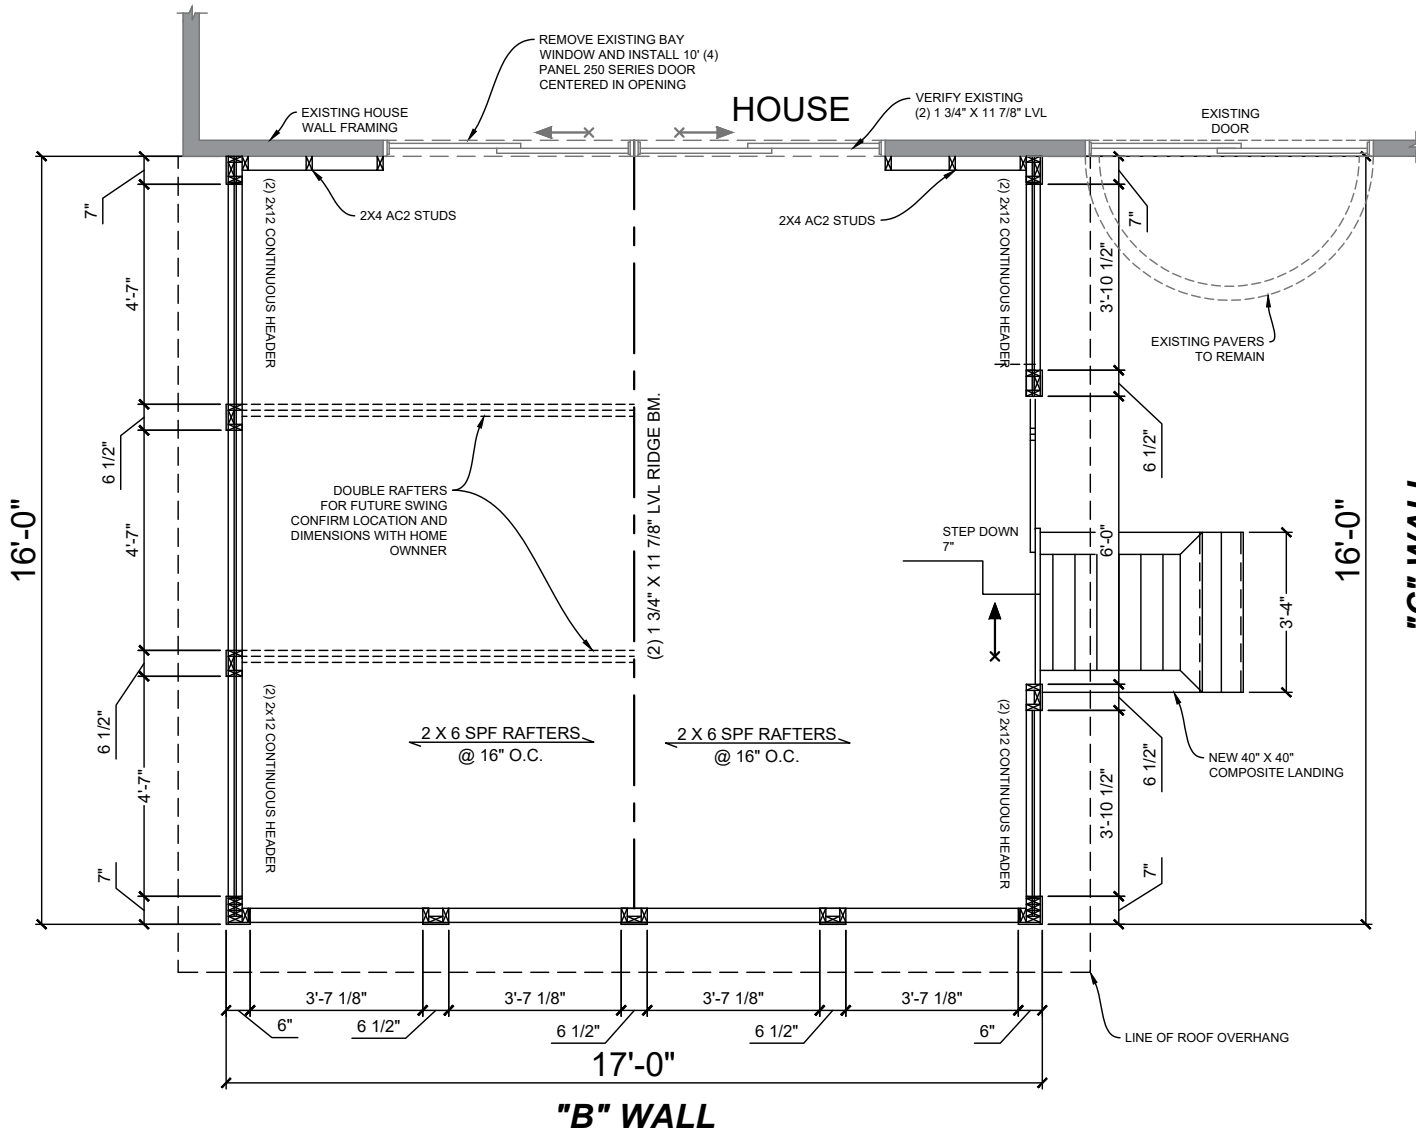 REMOVE EXISTING BAY
WINDOW AND INSTALL 10' (4)
PANEL 250 SERIES DOOR
CENTERED IN OPENING
HOUSE
VERIFY EXISTING
(2) 1 3/4" X 11 7/8" LVL
EXISTING HOUSE
WALL FRAMING
EXISTING
DOOR
2X4 AC2 STUDS
2X4 AC2 STUDS
(2) 2x12 CONTINUOUS HEADER
(2) 2x12 CONTINUOUS HEADER
7"
7"
4'-7"
3'-10 1/2"
EXISTING PAVERS
TO REMAIN
6 1/2"
6 1/2"
DOUBLE RAFTERS
FOR FUTURE SWING
CONFIRM LOCATION AND
DIMENSIONS WITH HOME
OWNNER
(2) 1 3/4" X 11 7/8" LVL RIDGE BM.
16'-0"
4'-7"
STEP DOWN
7"
6'-0"
16'-0"
3'-4"
6 1/2"
(2) 2x12 CONTINUOUS HEADER
(2) 2x12 CONTINUOUS HEADER
2 X 6 SPF RAFTERS
@ 16" O.C.
2 X 6 SPF RAFTERS
@ 16" O.C.
6 1/2"
NEW 40" X 40"
COMPOSITE LANDING
4'-7"
3'-10 1/2"
7"
7"
3'-7 1/8"
3'-7 1/8"
3'-7 1/8"
3'-7 1/8"
6"
6 1/2"
6 1/2"
6 1/2"
6"
LINE OF ROOF OVERHANG
17'-0"
"B" WALL